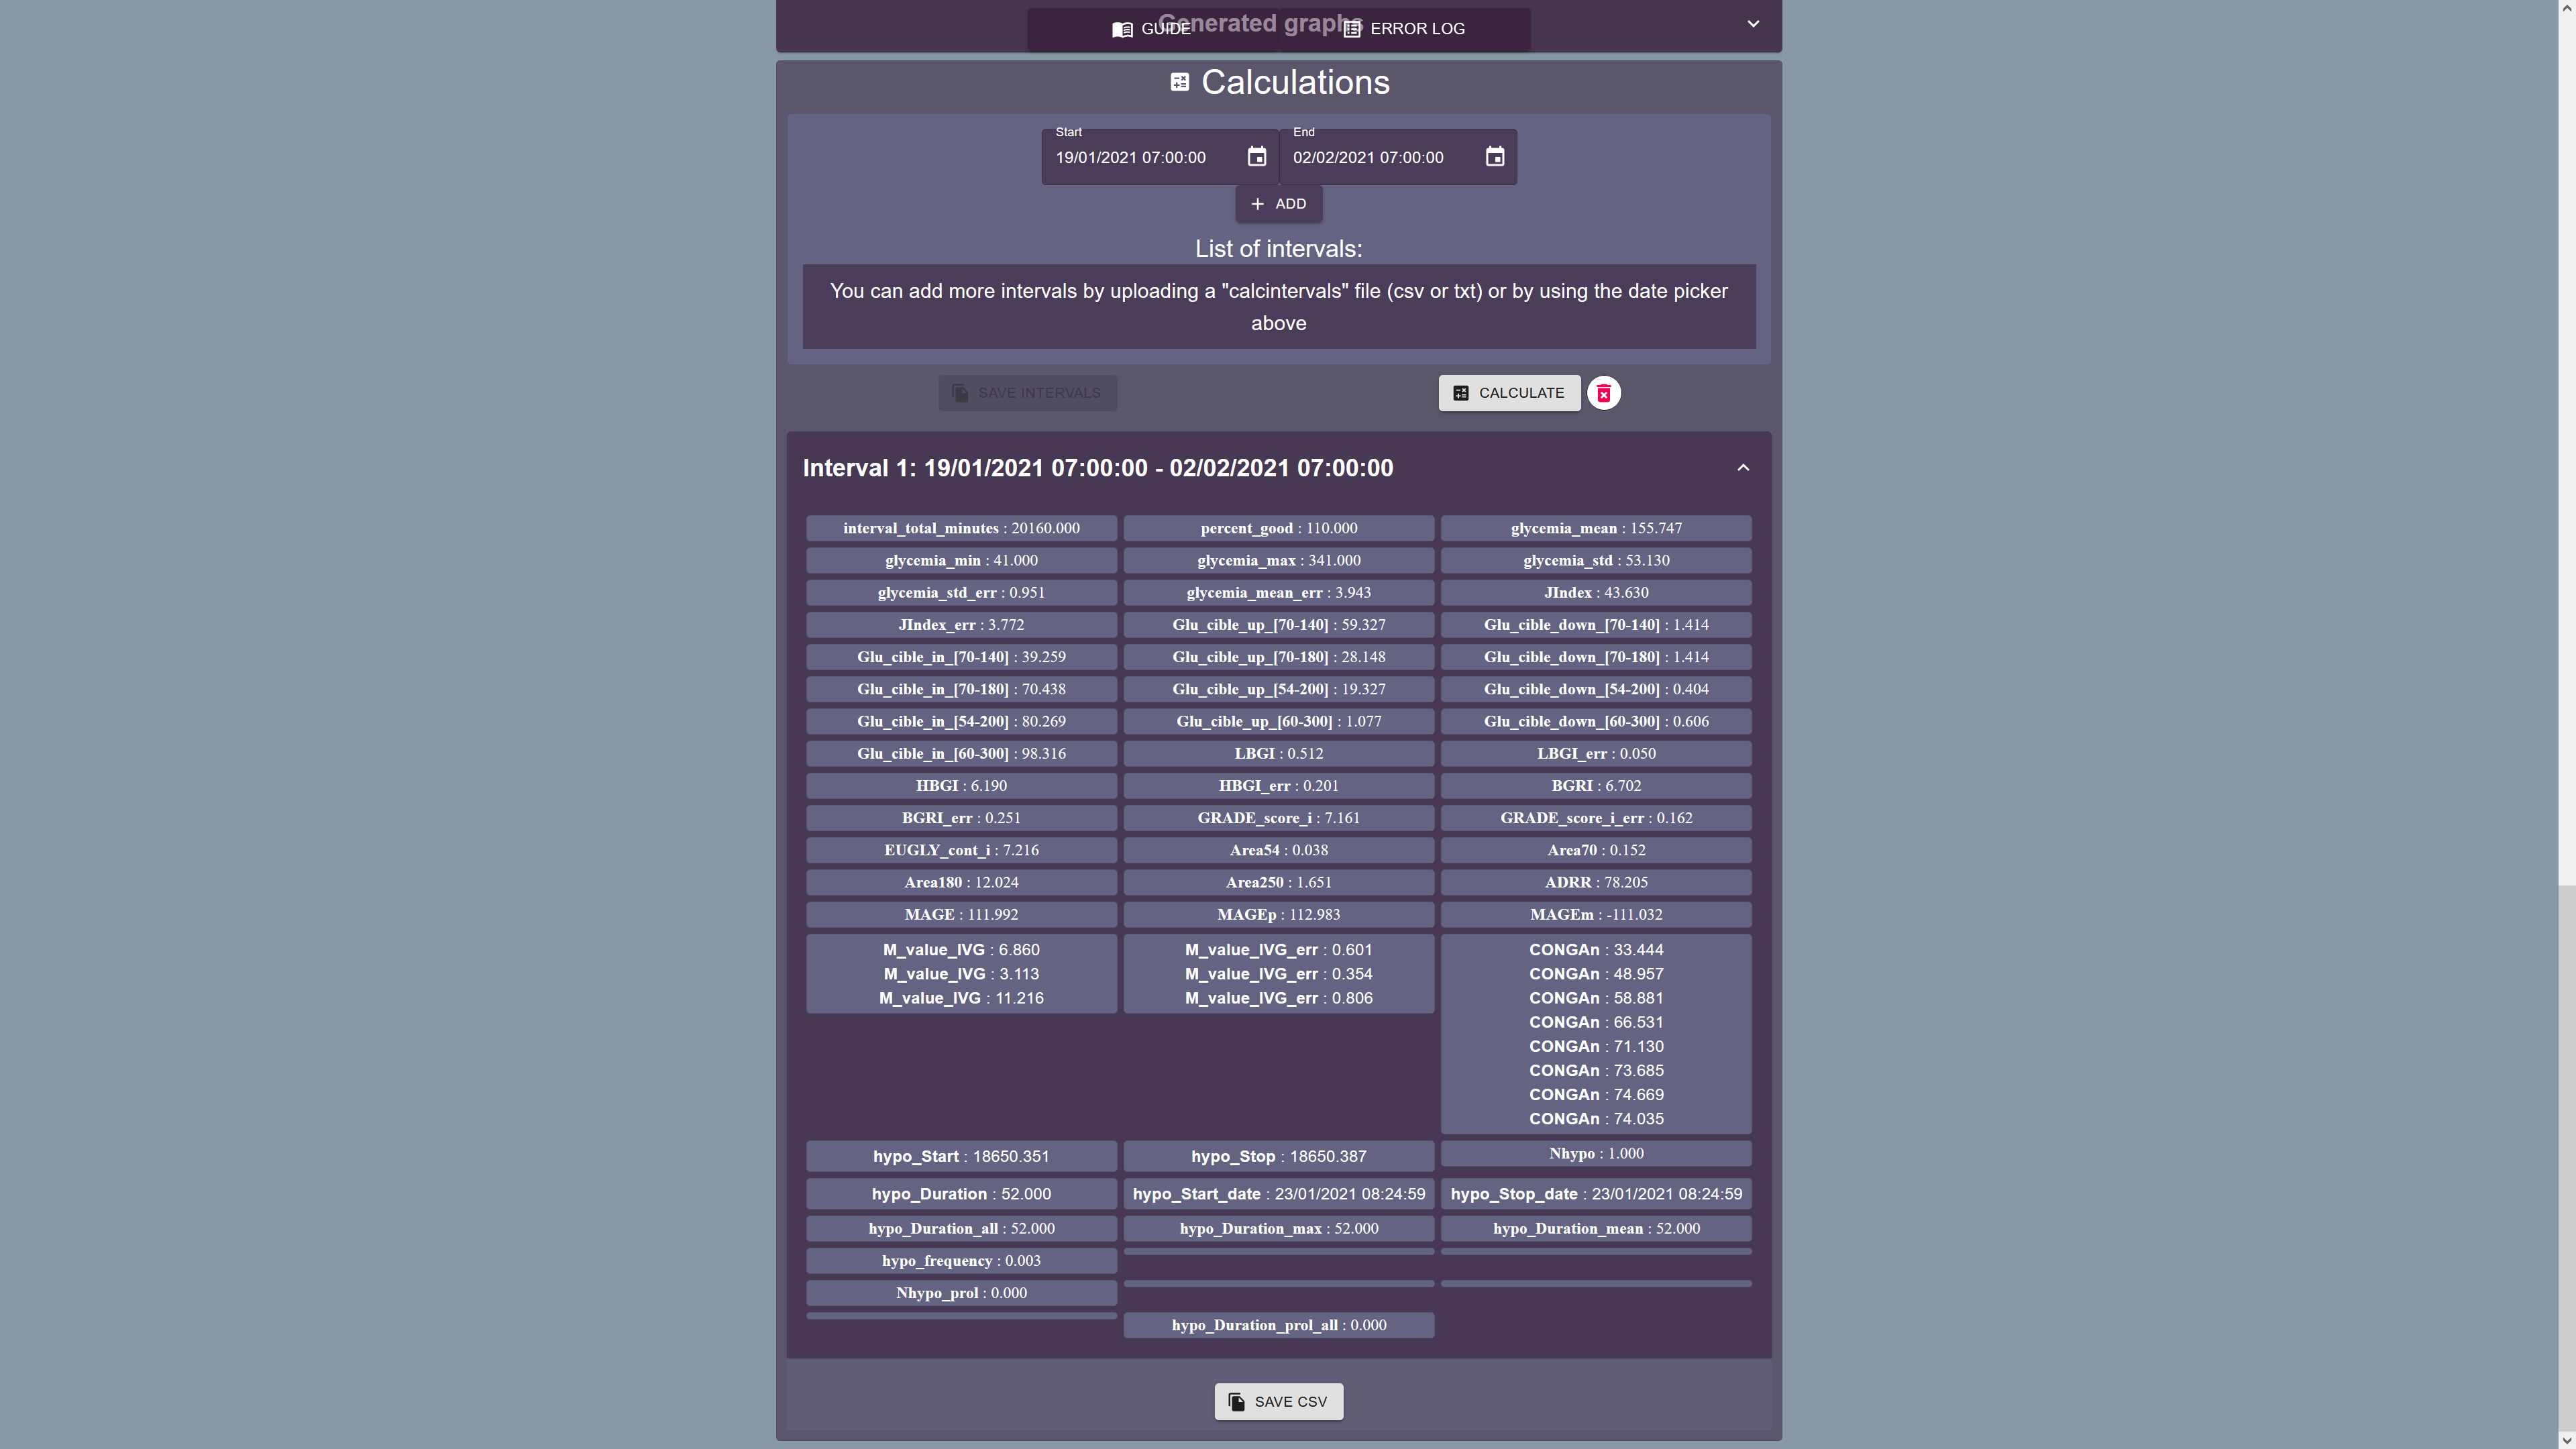 Generated graphs
GUIDE
ERROR LOG
Calculations
Start
End
19/01/2021 07:00:00
02/02/2021 07:00:00
ADD
List of intervals:
You can add more intervals by uploading a "calcintervals" file (csv or txt) or by using the date picker
above
SAVE INTERVALS
CALCULATE
Interval 1: 19/01/2021 07:00:00 - 02/02/2021 07:00:00
interval_total_minutes : 20160.000
percent_good : 110.000
glycemia_mean : 155.747
glycemia_min : 41.000
glycemia_max : 341.000
glycemia_std : 53.130
glycemia_std_err : 0.951
glycemia_mean_err : 3.943
JIndex : 43.630
JIndex_err : 3.772
Glu_cible_up_[70-140] : 59.327
Glu_cible_down_[70-140] : 1.414
Glu_cible_in_[70-140] : 39.259
Glu_cible_up_[70-180] : 28.148
Glu_cible_down_[70-180] : 1.414
Glu_cible_in_[70-180] : 70.438
Glu_cible_up_[54-200] : 19.327
Glu_cible_down_[54-200] : 0.404
Glu_cible_in_[54-200] : 80.269
Glu_cible_up_[60-300] : 1.077
Glu_cible_down_[60-300] : 0.606
Glu_cible_in_[60-300] : 98.316
LBGI : 0.512
LBGI_err : 0.050
HBGI : 6.190
HBGI_err : 0.201
BGRI : 6.702
BGRI_err : 0.251
GRADE_score_i : 7.161
GRADE_score_i_err : 0.162
EUGLY_cont_i : 7.216
Area54 : 0.038
Area70 : 0.152
Area180 : 12.024
Area250 : 1.651
ADRR : 78.205
MAGE : 111.992
MAGEp : 112.983
MAGEm : -111.032
M_value_IVG : 6.860
M_value_IVG : 3.113
M_value_IVG : 11.216
M_value_IVG_err : 0.601
M_value_IVG_err : 0.354
M_value_IVG_err : 0.806
CONGAn : 33.444
CONGAn : 48.957
CONGAn : 58.881
CONGAn : 66.531
CONGAn : 71.130
CONGAn : 73.685
CONGAn : 74.669
CONGAn : 74.035
hypo_Start : 18650.351
hypo_Stop : 18650.387
Nhypo : 1.000
hypo_Duration : 52.000
hypo_Start_date : 23/01/2021 08:24:59
hypo_Stop_date : 23/01/2021 08:24:59
hypo_Duration_all : 52.000
hypo_Duration_max : 52.000
hypo_Duration_mean : 52.000
hypo_frequency : 0.003
Nhypo_prol : 0.000
hypo_Duration_prol_all : 0.000
SAVE CSV